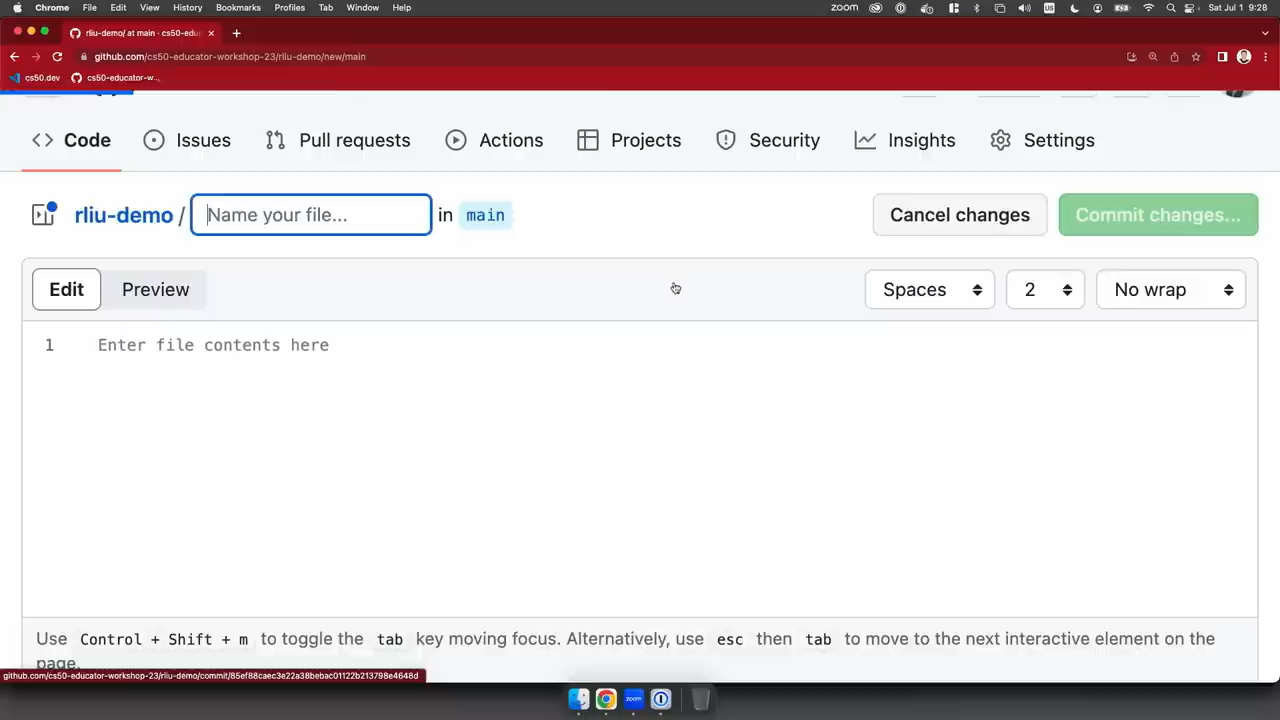 Chrome File Edit View History Bookmarks Profiles Tab Window Help zoom US Sat Jul 1 9:28
rliu-demo/ at main · cs50-edu
github.com/cs50-educator-workshop-23/rliu-demo/new/main
cs50.dev cs50-educator-w...
Code Issues Pull requests Actions Projects Security Insights Settings
rliu-demo / Name your file... in main Cancel changes Commit changes...
Edit Preview Spaces 2 No wrap
1 Enter file contents here
Use Control + Shift + m to toggle the tab key moving focus. Alternatively, use esc then tab to move to the next interactive element on the
page.
github.com/cs50-educator-workshop-23/rliu-demo/commit/85ef88caec3e22a38bebac01122b213798e4648d
zoom